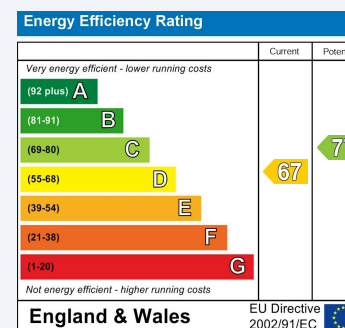 Energy Efficiency Rating
Current
Very energy efficient - lower running costs
(92 plus) A
(81-91) B
(69-80) C
(55-68) D
67
(39-54) E
(21-38) F
(1-20) G
Not energy efficient - higher running costs
England & Wales
EU Directive
2002/91/EC